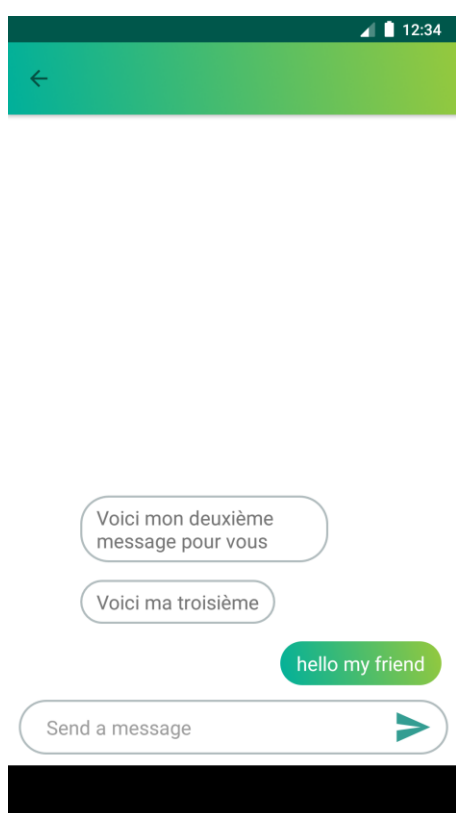 12:34
Voici mon deuxième
message pour vous
Voici ma troisième
hello my friend
Send a message